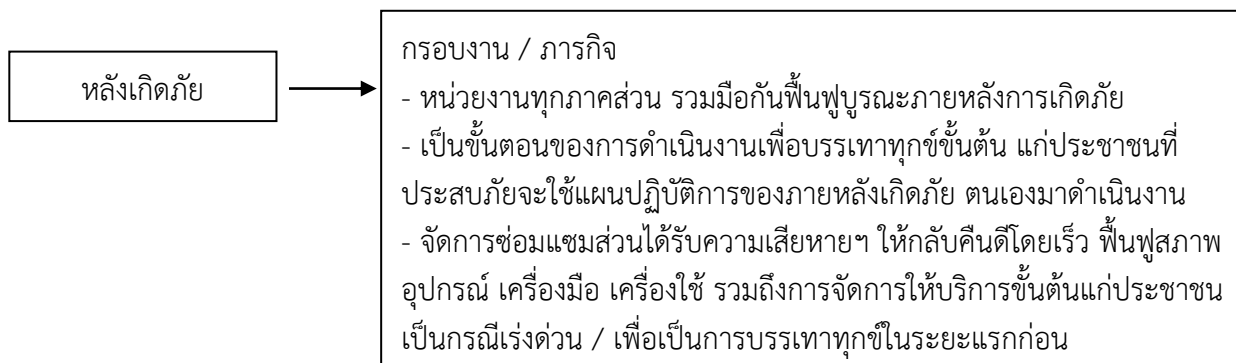 หลังเกิดภัย
กรอบงาน / ภารกิจ
- หน่วยงานทุกภาคส่วน รวมมือกันฟื้นฟูบูรณะภายหลังการเกิดภัย
- เป็นขั้นตอนของการดำเนินงานเพื่อบรรเทาทุกข์ขั้นต้น แก่ประชาชนที่
ประสบภัยจะใช้แผนปฏิบัติการของภายหลังเกิดภัย ตนเองมาดำเนินงาน
- จัดการซ่อมแซมส่วนได้รับความเสียหายฯ ให้กลับคืนดีโดยเร็ว ฟื้นฟูสภาพ
อุปกรณ์ เครื่องมือ เครื่องใช้ รวมถึงการจัดการให้บริการขั้นต้นแก่ประชาชน
เป็นกรณีเร่งด่วน / เพื่อเป็นการบรรเทาทุกข์ในระยะแรกก่อน